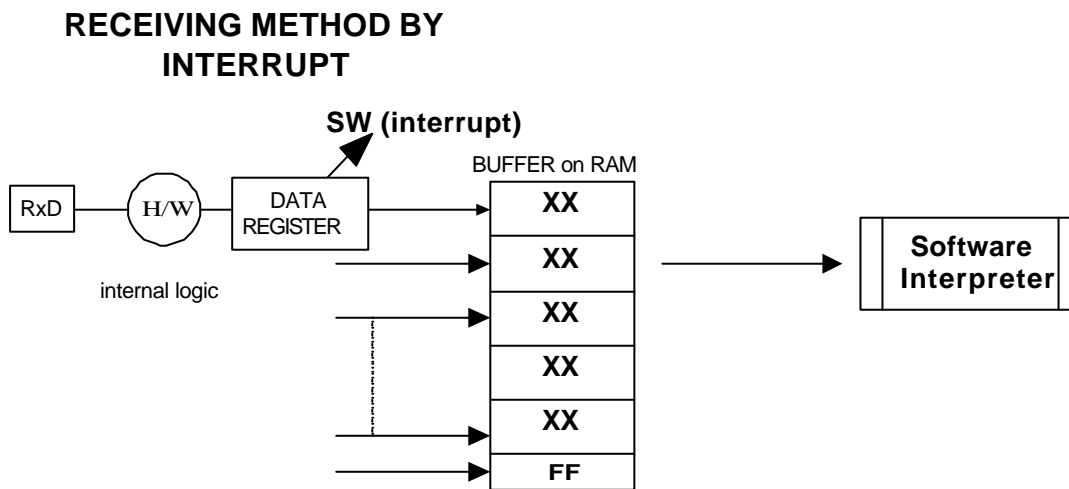 RECEIVING METHOD BY
INTERRUPT
SW (interrupt)
BUFFER on RAM
RxD
H/W
DATA
REGISTER
internal logic
XX
XX
XX
XX
XX
FF
Software
Interpreter